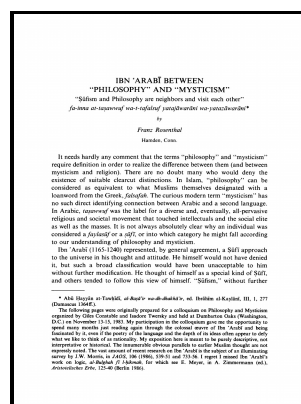 IBN ʿARABĪ BETWEEN
“PHILOSOPHY” AND “MYSTICISM”
“Ṣūfism and Philosophy are neighbors and visit each other”
fa-inna at-taṣawwuf wa-t-tafalsuf yatajāwarāni wa-yatazāwarāni*
by
Franz Rosenthal
Hamden, Conn.
It needs hardly any comment that the terms “philosophy” and “mysticism”
require definition in order to realize the difference between them (and between
mysticism and religion). There are no doubt many who would deny the
existence of suitable clearcut distinctions. In Islam, “philosophy” can be
considered as equivalent to what Muslims themselves designated with a
loanword from the Greek, falsafah. The curious modern term “mysticism” has
no such direct identifying connection between Arabic and a second language.
In Arabic, taṣawwuf was the label for a diverse and, eventually, all-pervasive
religious and societal movement that touched intellectuals and the social elite
as well as the masses. It is not always absolutely clear why an individual was
considered a faylasūf or a ṣūfī, or into which category he might fall according
to our understanding of philosophy and mysticism.
Ibn ʿArabī (1165-1240) represented, by general agreement, a Ṣūfī approach
to the universe in his thought and attitude. He himself would not have denied
it, but such a broad classification would have been unacceptable to him
without further modification. He thought of himself as a special kind of Ṣūfī,
and others tended to follow this view of himself. “Ṣūfism,” without further
* Abū Ḥayyān at-Tawḥīdī, al-Baṣāʾir wa-dh-dhakhāʾir, ed. Ibrāhīm al-Kaylānī, III, 1, 277
(Damascus 1364ff.).
The following pages were originally prepared for a colloquium on Philosophy and Mysticism
organized by Giles Constable and Isadore Twersky and held at Dumbarton Oaks (Washington,
D.C.) on November 13-15, 1983. My participation in the colloquium gave me the opportunity to
spend many months just reading again through the colossal œuvre of Ibn ʿArabī and being
fascinated by it, even if the poetry of the language and the depth of its ideas often appear to defy
what we like to think of as rationality. My exposition here is meant to be purely descriptive, not
interpretative or historical. The innumerable obvious parallels to earlier Muslim thought are not
expressly noted. The vast amount of recent research on Ibn ʿArabī is the subject of an illuminating
survey by J.W. Morris, in JAOS, 106 (1986), 539-51 and 733-56. I regret I missed Ibn ʿArabī's
work on logic, al-Bulghah fī l-ḥikmah, for which see E. Meyer, in A. Zimmermann (ed.),
Aristotelisches Erbe, 125-40 (Berlin 1986).